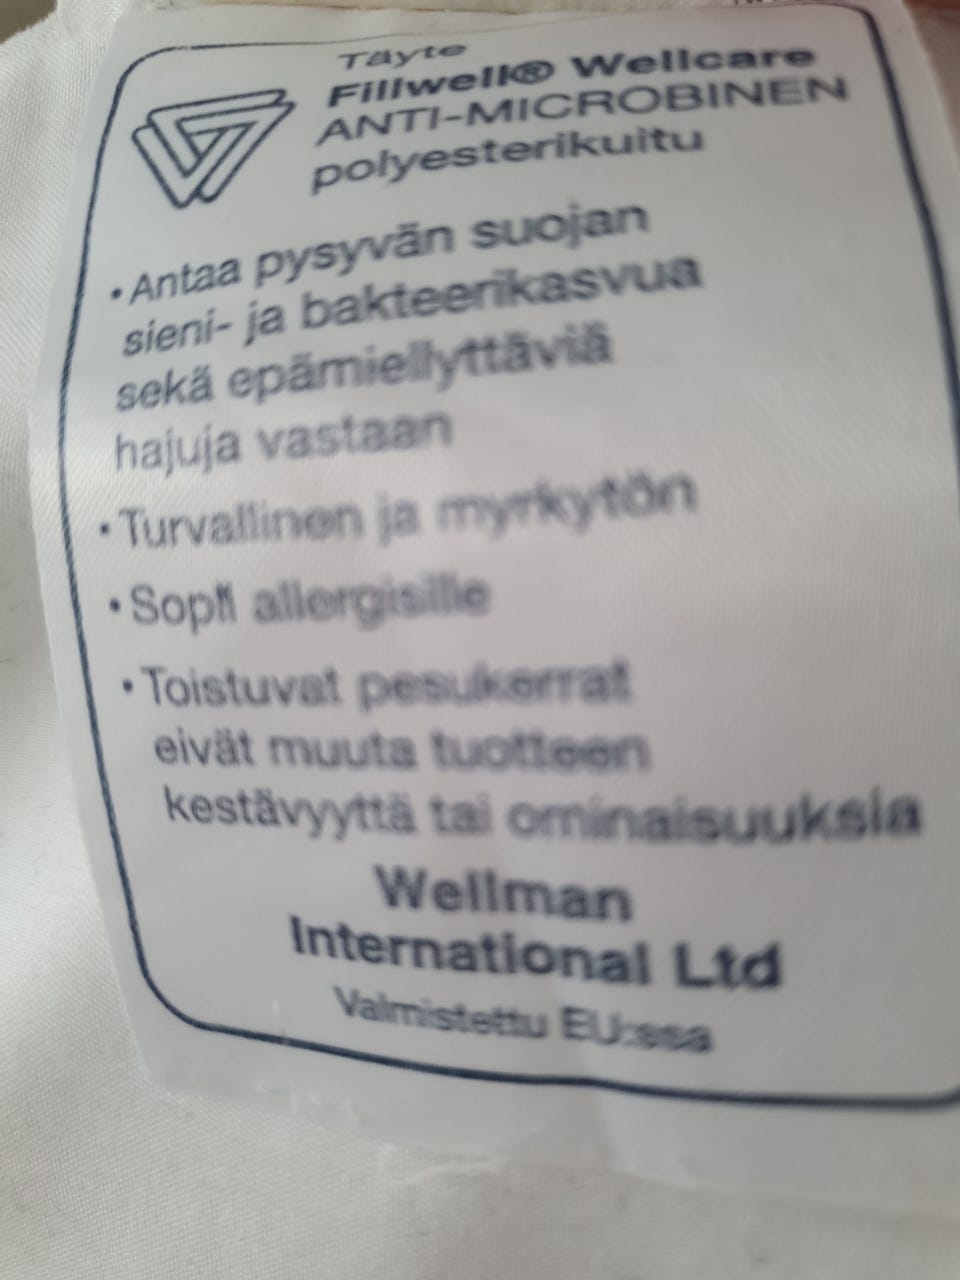 Täyte
Fillwell® Wellcare
ANTI-MICROBINEN
polyesterikuitu
• Antaa pysyvän suojan
sieni- ja bakteerikasvua
sekä epämiellyttäviä
hajuja vastaan
• Turvallinen ja myrkytön
• Sopii allergisille
• Toistuvat pesukerrat
eivät muuta tuotteen
kestävyyttä tai ominaisuuksia
Wellman
International Ltd
Valmistettu EU:ssa